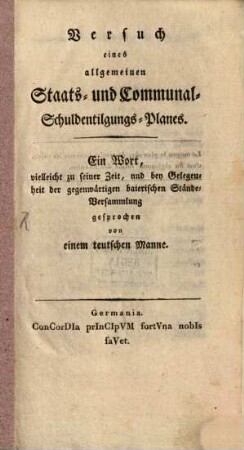 Versuch
eines
allgemeinen
Staats- und Communal-
Schuldentilgungs-Planes.
Ein Wort,
vielleicht zu seiner Zeit, und bey Gelegen-
heit der gegenwärtigen baierischen Stände-
Versammlung
gesprochen
von
einem teutschen Manne.
Germania.
ConCorDIa prInCIpVM fortVna nobIs
faVet.